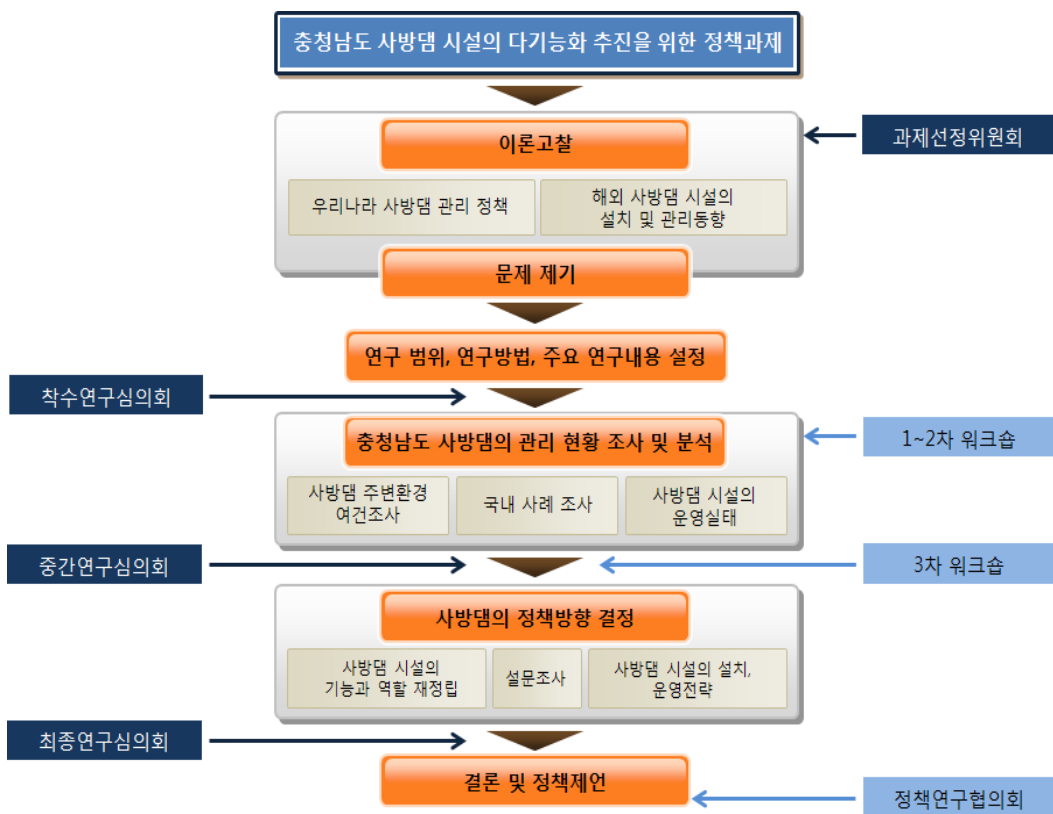 충청남도 사방댐 시설의 다기능화 추진을 위한 정책과제
이론고찰
과제선정위원회
우리나라 사방댐 관리 정책
해외 사방댐 시설의
설치 및 관리동향
문제 제기
연구 범위, 연구방법, 주요 연구내용 설정
착수연구심의회
충청남도 사방댐의 관리 현황 조사 및 분석
1~2차 워크숍
사방댐 주변환경
여건조사
국내 사례 조사
사방댐 시설의
운영실태
중간연구심의회
3차 워크숍
사방댐의 정책방향 결정
사방댐 시설의
기능과 역할 재정립
설문조사
사방댐 시설의 설치,
운영전략
최종연구심의회
결론 및 정책제언
정책연구협의회